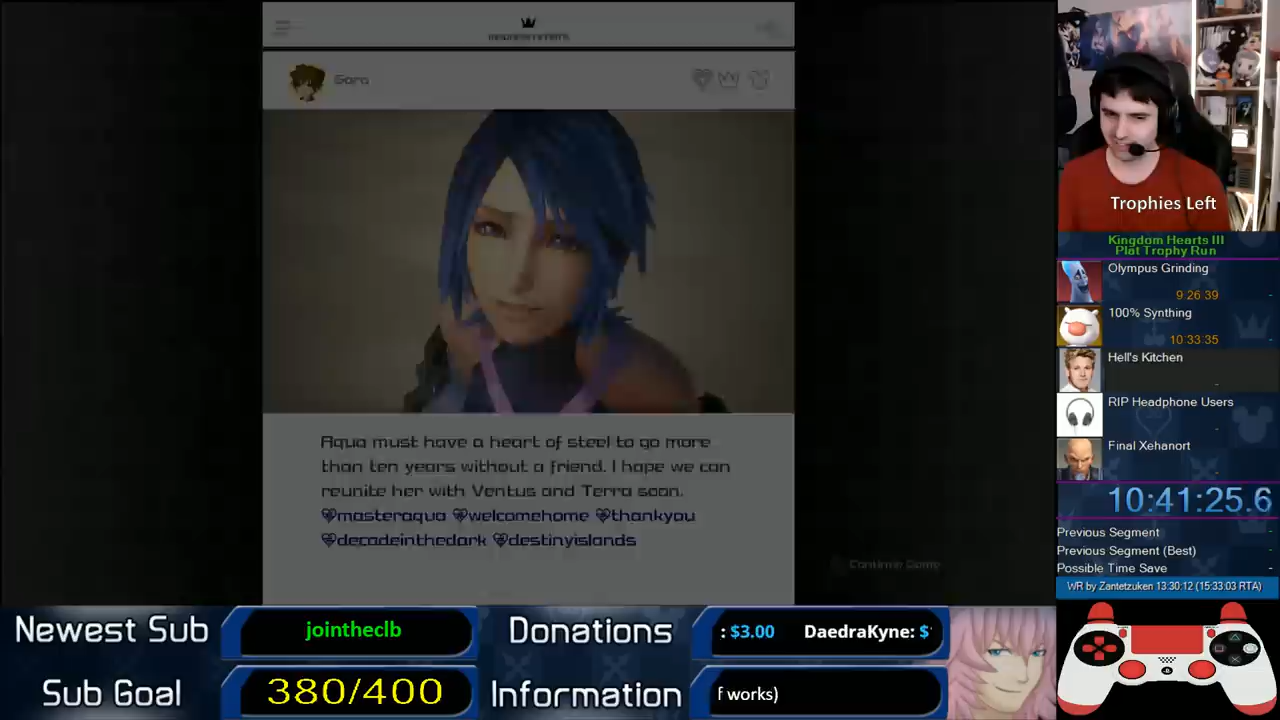 KINGDOM HEARTS
Sora
Aqua must have a heart of steel to go more
than ten years without a friend. I hope we can
reunite her with Ventus and Terra soon.
masteraqua welcomehome thankyou
decadeinthedark destinyislands
Continue Game
Trophies Left
Kingdom Hearts III
Plat Trophy Run
Olympus Grinding
9:26:39 -
100% Synthing
10:33:35 -
Hell's Kitchen
-
RIP Headphone Users
-
Final Xehanort
-
10:41:25.6
Previous Segment -
Previous Segment (Best) -
Possible Time Save -
WR by Zantetzuken 13:30:12 (15:33:03 RTA)
Newest Sub
jointheclb
Donations
: $3.00 DaedraKyne: $
Sub Goal
380/400
Information
f works)